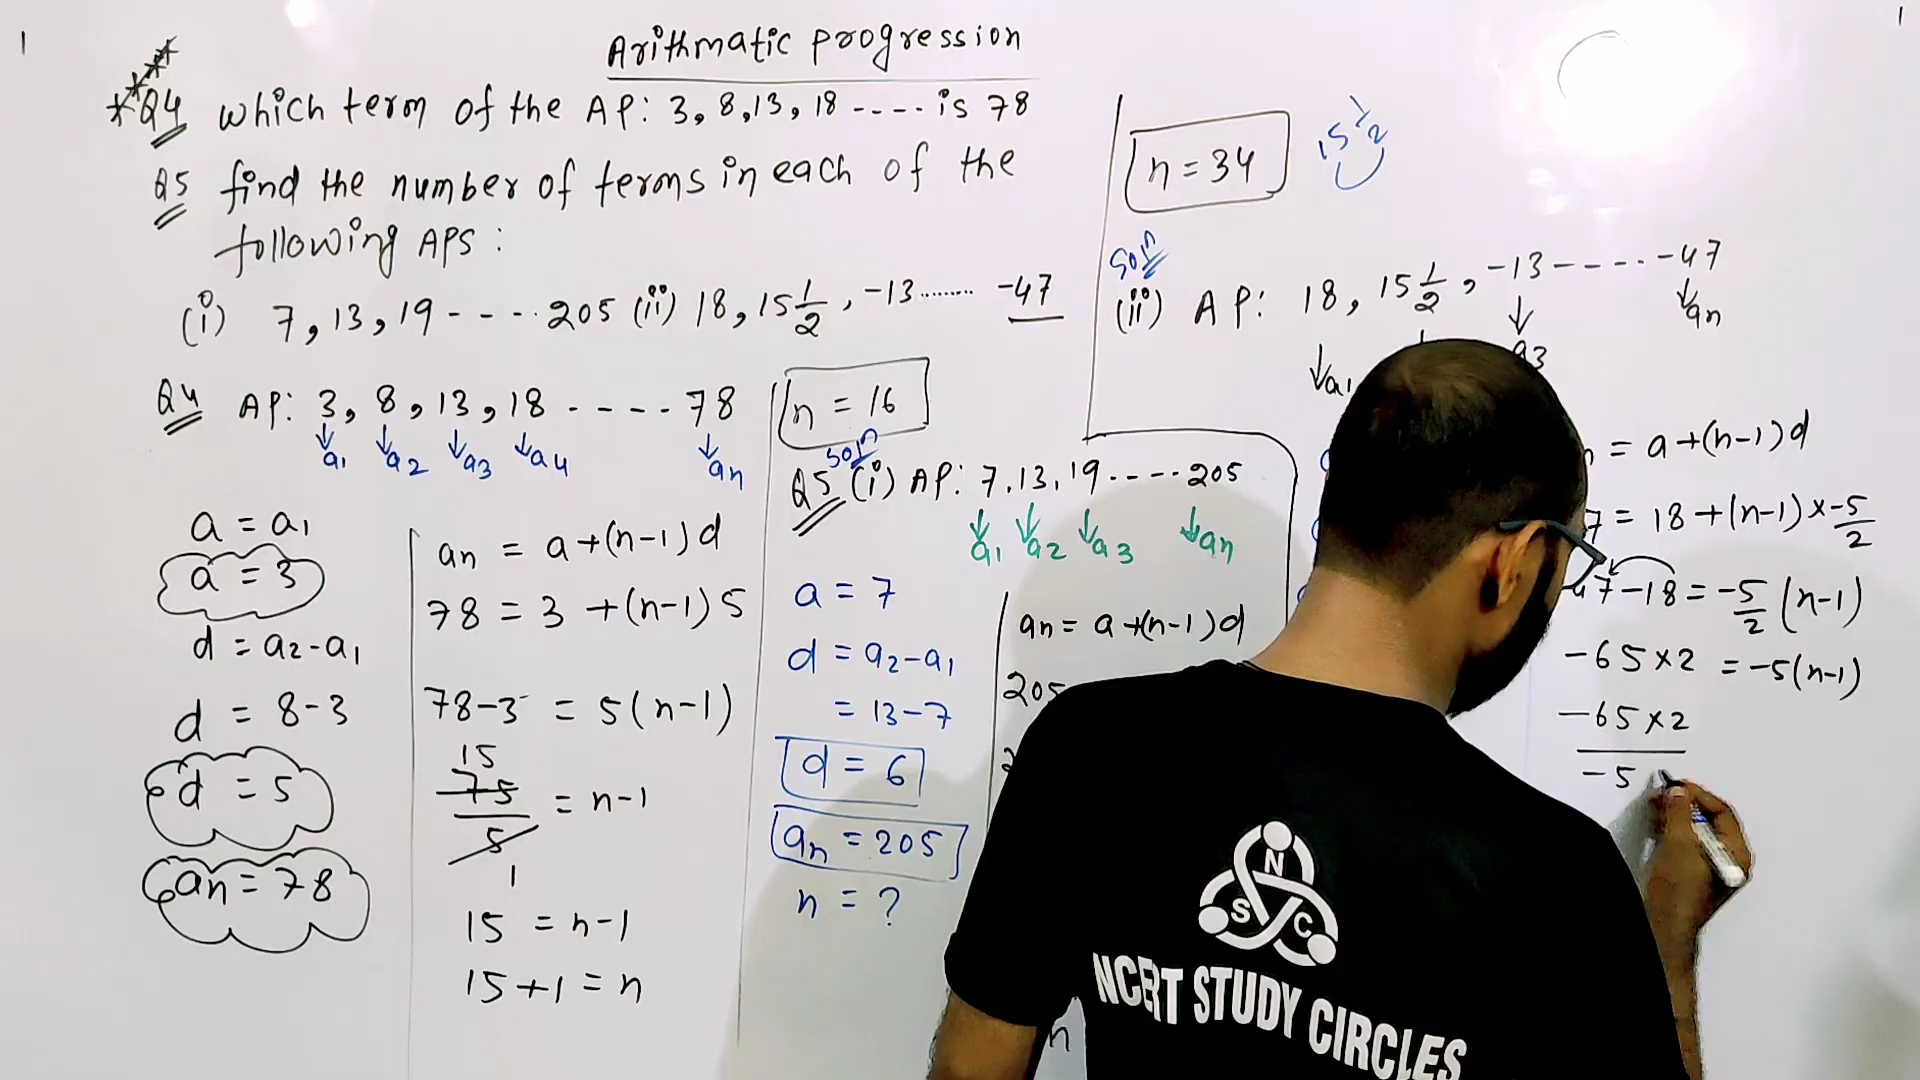 Arithmatic progression
Q4 which term of the AP: 3, 8, 13, 18 ---- is 78
Q5 find the number of terms in each of the
following APS :
(i) 7, 13, 19 ---- 205 (ii) 18, 15 1/2, -13 ........ -47
Q4 AP: 3, 8, 13, 18 ----- 78
a1 a2 a3 a4 an
a = a1
a = 3
d = a2-a1
d = 8-3
d = 5
an = 78
an = a+(n-1)d
78 = 3 +(n-1) 5
78-3 = 5(n-1)
15
75/5 = n-1
1
15 = n-1
15+1 = n
n = 16
soln
Q5 (i) AP: 7, 13, 19 ---- 205
a1 a2 a3 an
a = 7
d = a2-a1
= 13-7
d = 6
an = 205
n = ?
an = a+(n-1)d
205
n
n = 34
15 1/2
soln
(ii) AP: 18, 15 1/2, -13 ----- -47
a1 a3 an
= a+(n-1)d
7 = 18+(n-1)×-5/2
47-18 = -5/2 (n-1)
-65×2 = -5(n-1)
-65×2
-5
N
S C
NCERT STUDY CIRCLES